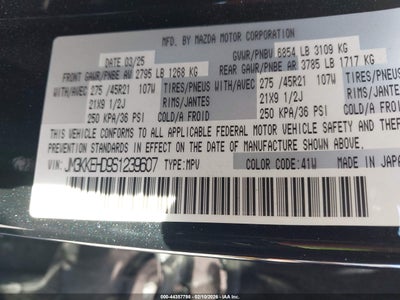 MFD. BY MAZDA MOTOR CORPORATION
DATE 03/25 GVWR/PNBV 6854 LB 3109 KG
FRONT GAWR/PNBE AV 2795 LB 1268 KG REAR GAWR/PNBE AR 3785 LB 1717 KG
WITH/AVEC 275 /45R21 107W TIRES/PNEUS WITH/AVEC 275 /45R21 107W TIRES/PNEUS
21X9 1/2J RIMS/JANTES 21X9 1/2J RIMS/JANTES
250 KPA/36 PSI COLD/A FROID 250 KPA/36 PSI COLD/A FROID
THIS VEHICLE CONFORMS TO ALL APPLICABLE FEDERAL MOTOR VEHICLE SAFETY, BUMPER, AND THEFT
PREVENTION STANDARDS IN EFFECT ON THE DATE OF MANUFACTURE SHOWN ABOVE.
VIN: JM3KKEHD9S1239607 TYPE:MPV COLOR CODE:41W MADE IN JAPAN
000-44357794 - 02/10/2026 - IAA Inc.